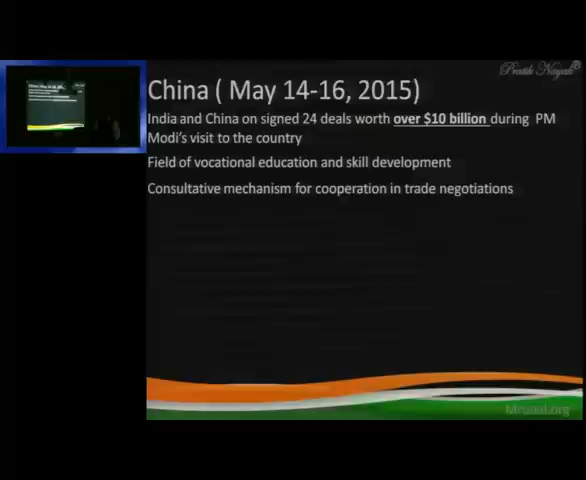 Pratik Nayak
China ( May 14-16, 2015)
India and China on signed 24 deals worth over $10 billion during PM
Modi's visit to the country
Field of vocational education and skill development
Consultative mechanism for cooperation in trade negotiations
Mrunal.org